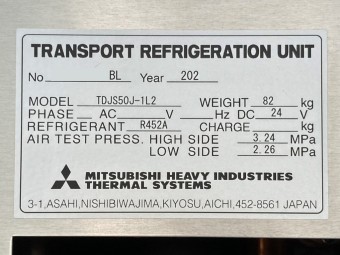 TRANSPORT REFRIGERATION UNIT
No BL Year 202
MODEL TDJS50J-1L2 WEIGHT 82 kg
PHASE AC V Hz DC 24 V
REFRIGERANT R452A CHARGE kg
AIR TEST PRESS. HIGH SIDE 3.24 MPa
LOW SIDE 2.26 MPa
MITSUBISHI HEAVY INDUSTRIES
THERMAL SYSTEMS
3-1,ASAHI,NISHIBIWAJIMA,KIYOSU,AICHI,452-8561 JAPAN